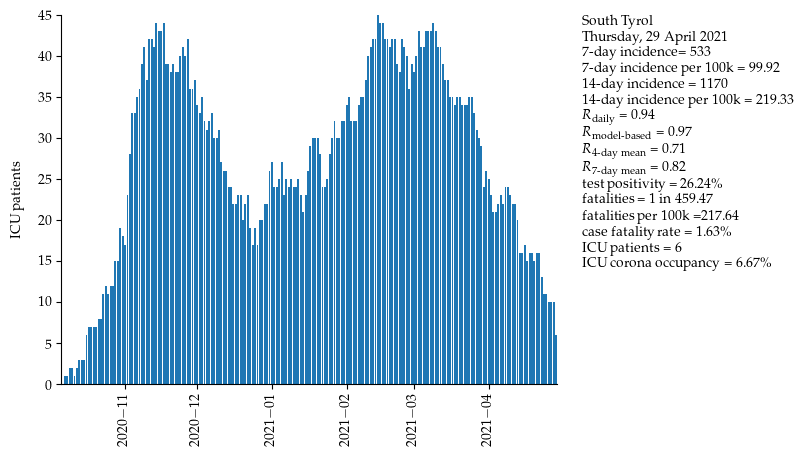 South Tyrol
Thursday, 29 April 2021
7-day incidence= 533
7-day incidence per 100k = 99.92
14-day incidence = 1170
14-day incidence per 100k = 219.33
R daily = 0.94
R model-based = 0.97
R 4-day mean = 0.71
R 7-day mean = 0.82
test positivity = 26.24%
fatalities = 1 in 459.47
fatalities per 100k =217.64
case fatality rate = 1.63%
ICU patients = 6
ICU corona occupancy = 6.67%
ICU patients
45
40
35
30
25
20
15
10
5
0
2020−11
2020−12
2021−01
2021−02
2021−03
2021−04